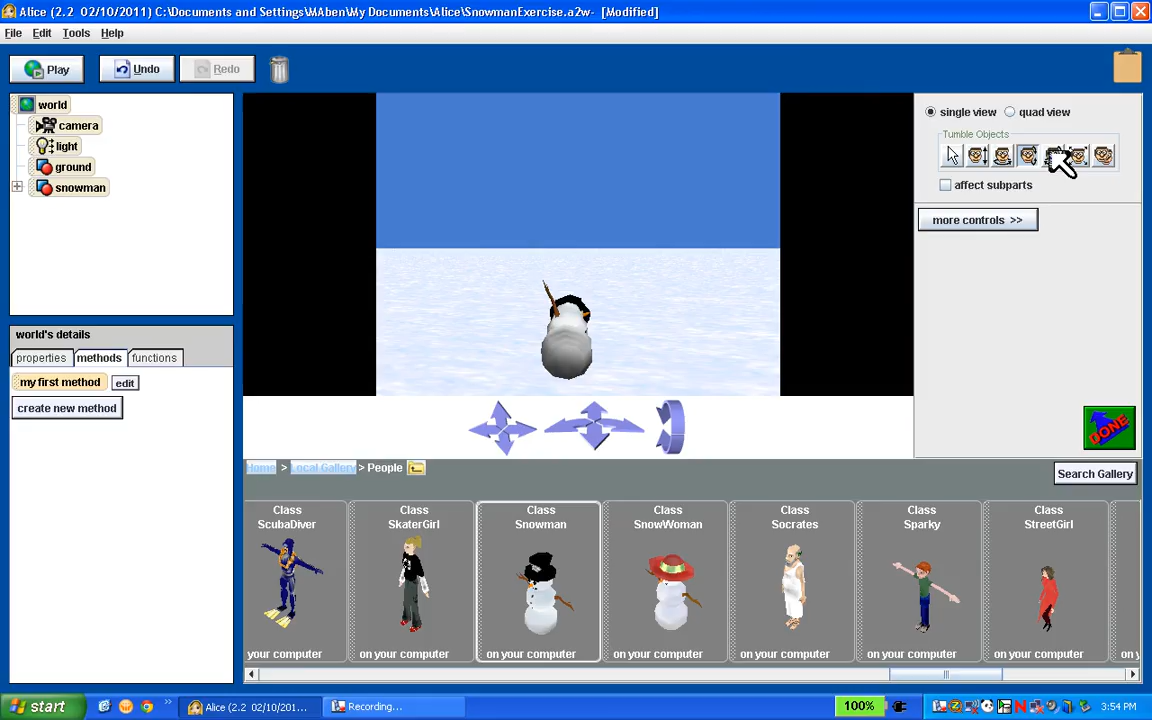 Alice (2.2 02/10/2011) C:\Documents and Settings\MAben\My Documents\Alice\SnowmanExercise.a2w- [Modified]
File Edit Tools Help
Play Undo Redo
world
camera
light
ground
snowman
single view quad view
Tumble Objects
affect subparts
more controls >>
DONE
world's details
properties methods functions
my first method edit
create new method
Home > Local Gallery > People
Search Gallery
Class
ScubaDiver
your computer
Class
SkaterGirl
on your computer
Class
Snowman
on your computer
Class
SnowWoman
on your computer
Class
Socrates
on your computer
Class
Sparky
on your computer
Class
StreetGirl
on your computer
start
Alice (2.2 02/10/201...
Recording...
100%
3:54 PM